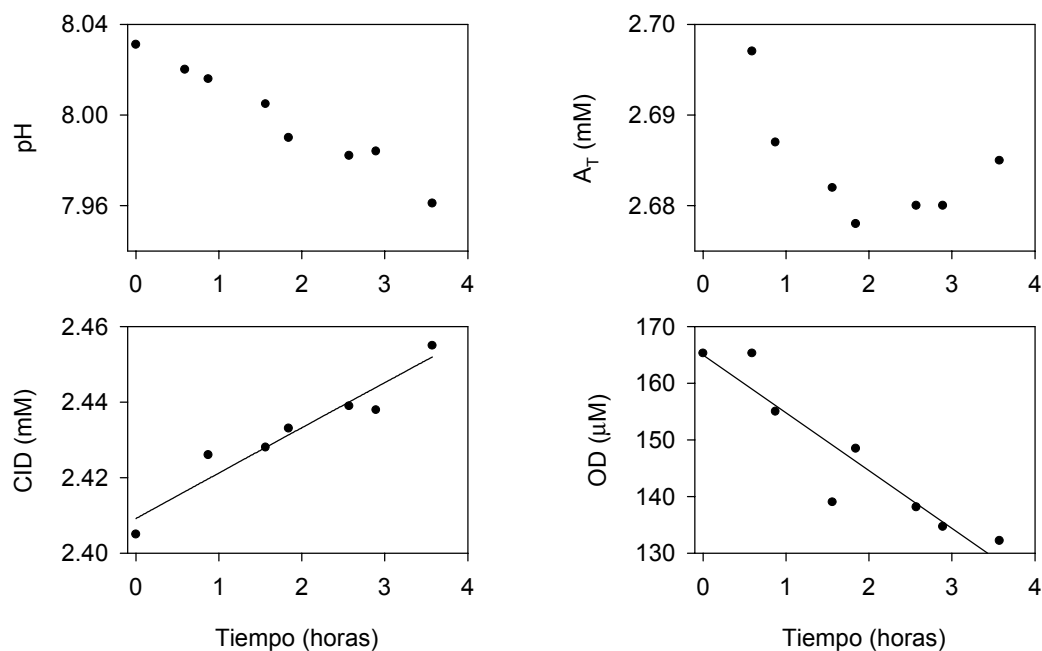 8.04
8.00
7.96
pH
0 1 2 3 4
2.70
2.69
2.68
A_T (mM)
0 1 2 3 4
2.46
2.44
2.42
2.40
CID (mM)
0 1 2 3 4
Tiempo (horas)
170
160
150
140
130
OD (μM)
0 1 2 3 4
Tiempo (horas)